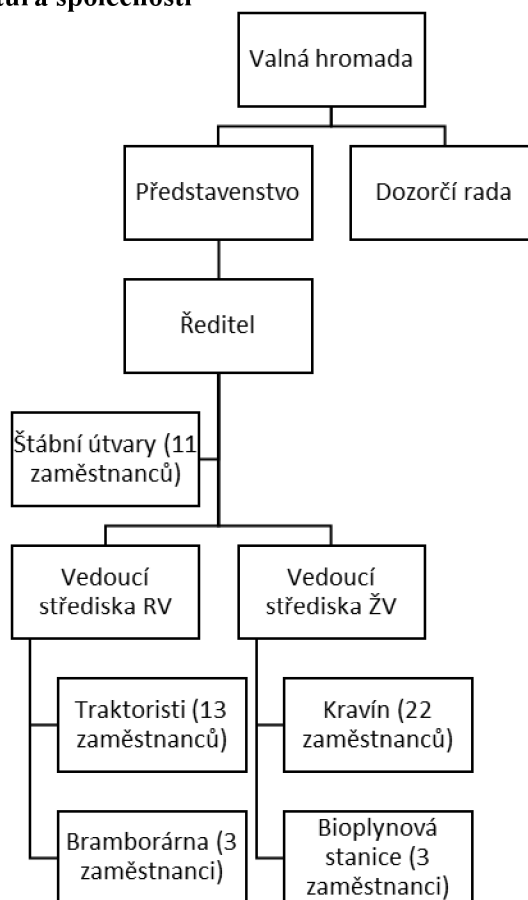 společnosti
Valná hromada
Představenstvo
Dozorčí rada
Ředitel
Štábní útvary (11
zaměstnanců)
Vedoucí
střediska RV
Vedoucí
střediska ŽV
Traktoristi (13
zaměstnanců)
Kravín (22
zaměstnanců)
Bramborárna (3
zaměstnanci)
Bioplynová
stanice (3
zaměstnanci)